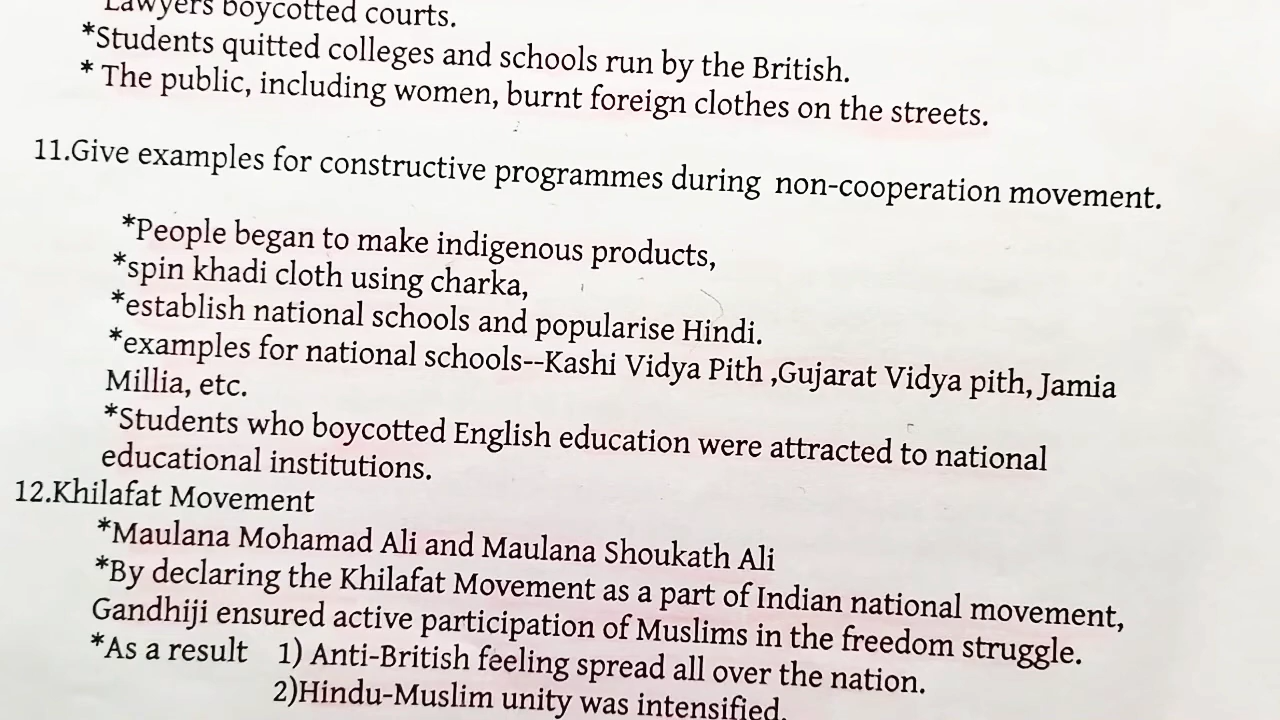 Lawyers boycotted courts.
*Students quitted colleges and schools run by the British.
* The public, including women, burnt foreign clothes on the streets.
11.Give examples for constructive programmes during non-cooperation movement.
*People began to make indigenous products,
*spin khadi cloth using charka,
*establish national schools and popularise Hindi.
*examples for national schools--Kashi Vidya Pith ,Gujarat Vidya pith, Jamia
Millia, etc.
*Students who boycotted English education were attracted to national
educational institutions.
12.Khilafat Movement
*Maulana Mohamad Ali and Maulana Shoukath Ali
*By declaring the Khilafat Movement as a part of Indian national movement,
Gandhiji ensured active participation of Muslims in the freedom struggle.
*As a result 1) Anti-British feeling spread all over the nation.
2)Hindu-Muslim unity was intensified.